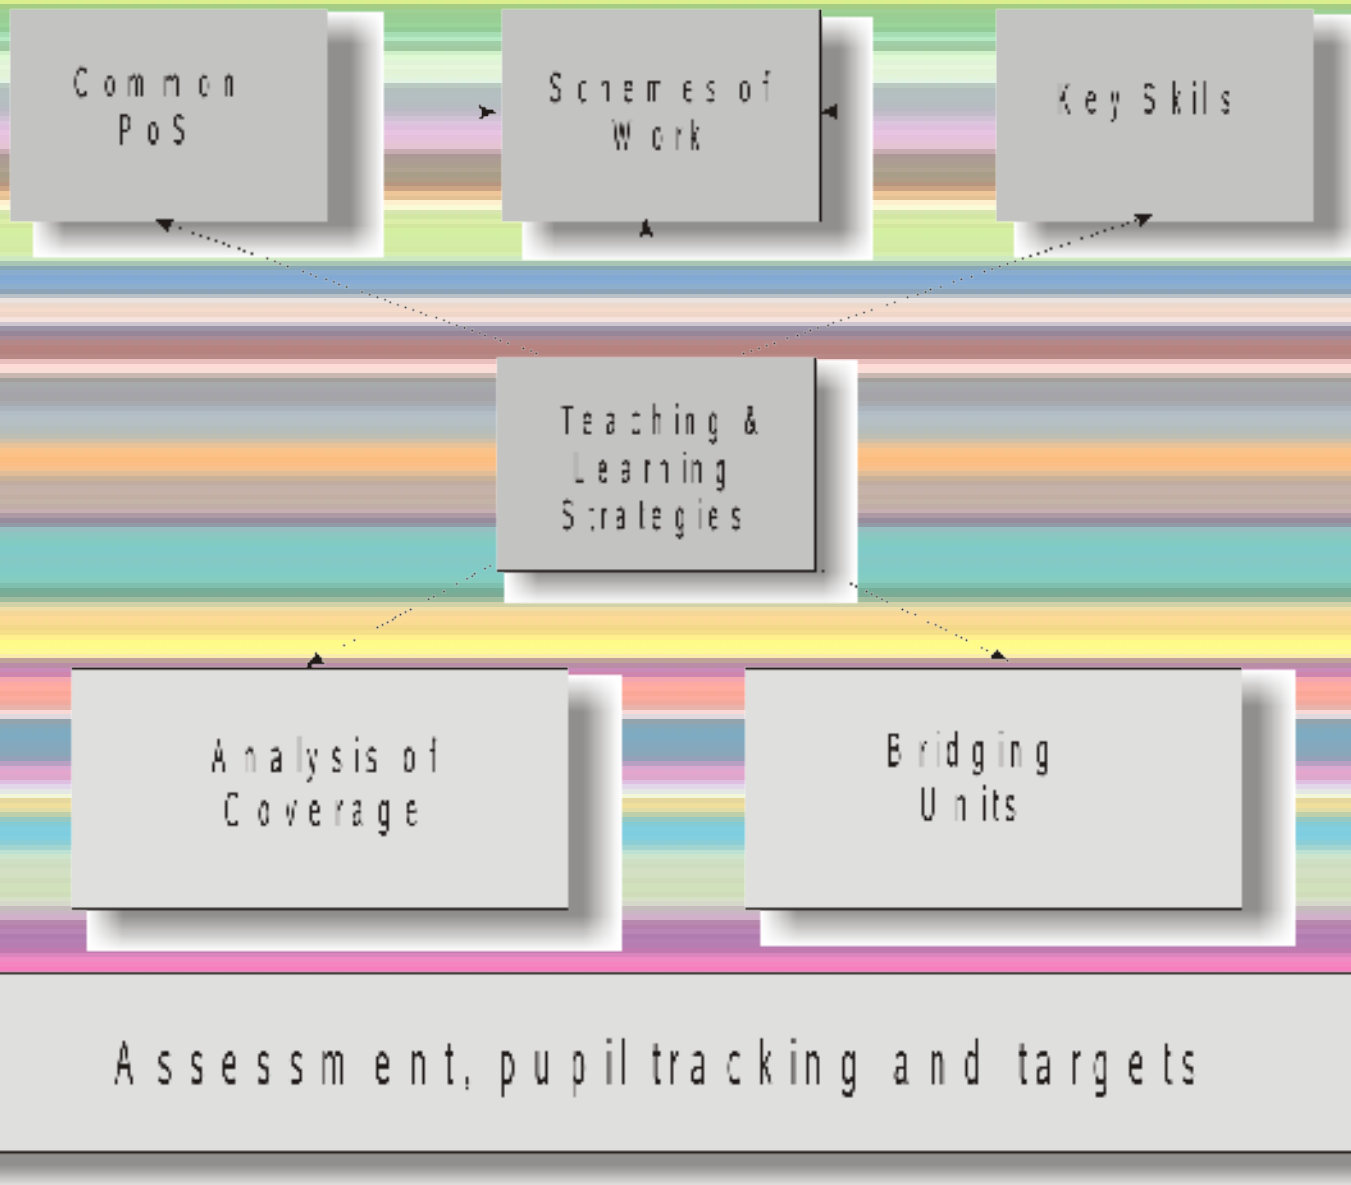 Common
PoS
Schemes of
Work
Key Skils
Teaching &
Learning
Strategies
Analysis of
Coverage
Bridging
Units
Assessment, pupil tracking and targets